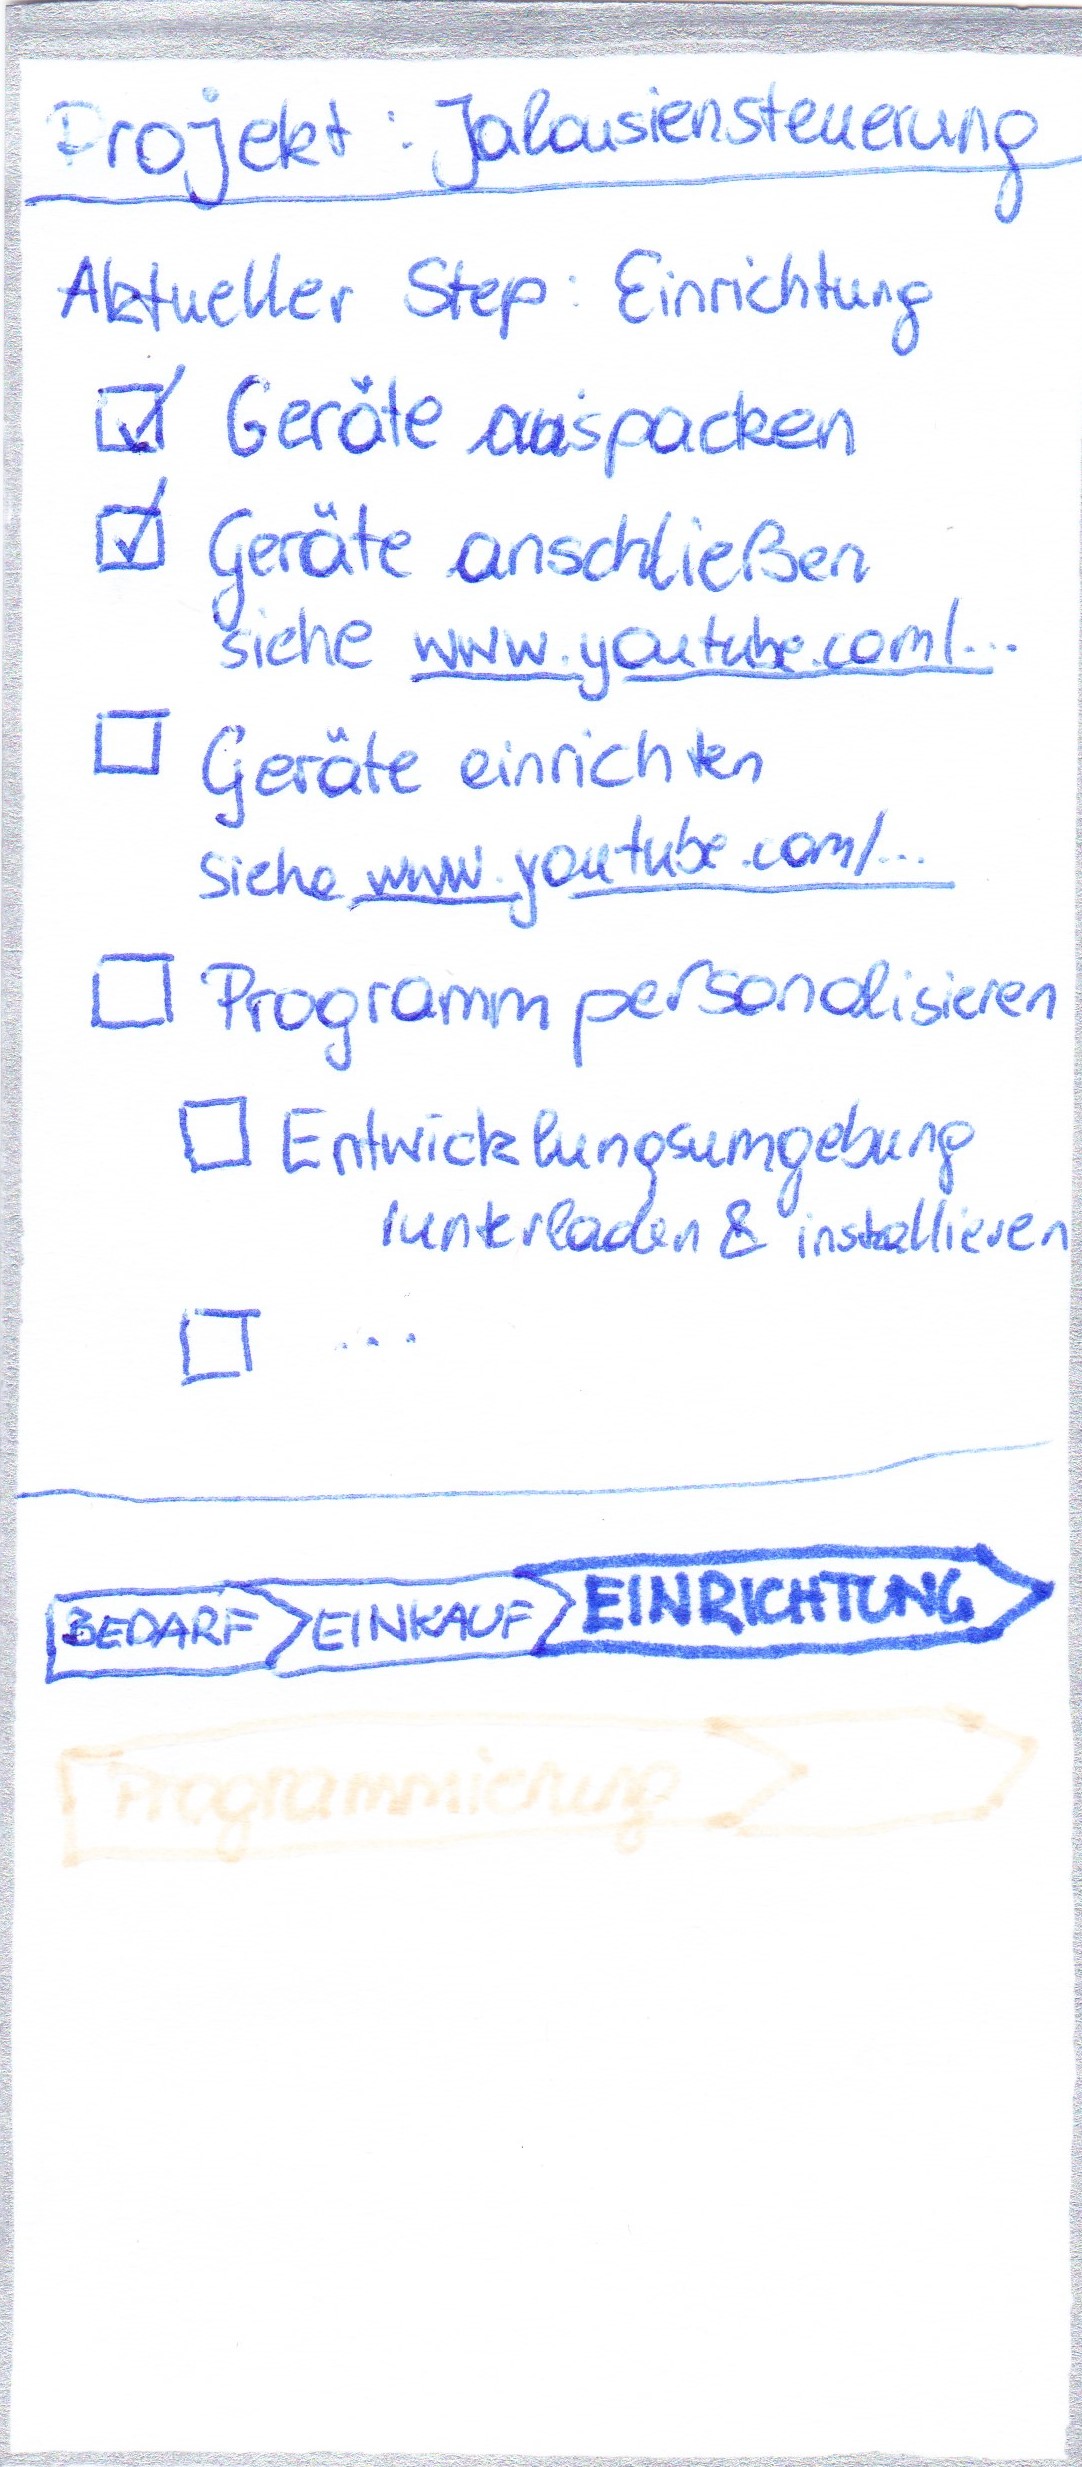 Projekt: Jalousiensteuerung
Aktueller Step: Einrichtung
Geräte auspacken
Geräte anschließen
siehe www.youtube.com/...
Geräte einrichten
siehe www.youtube.com/...
Programm personalisieren
Entwicklungsumgebung
runterladen & installieren
...
BEDARF EINKAUF EINRICHTUNG
Programmierung